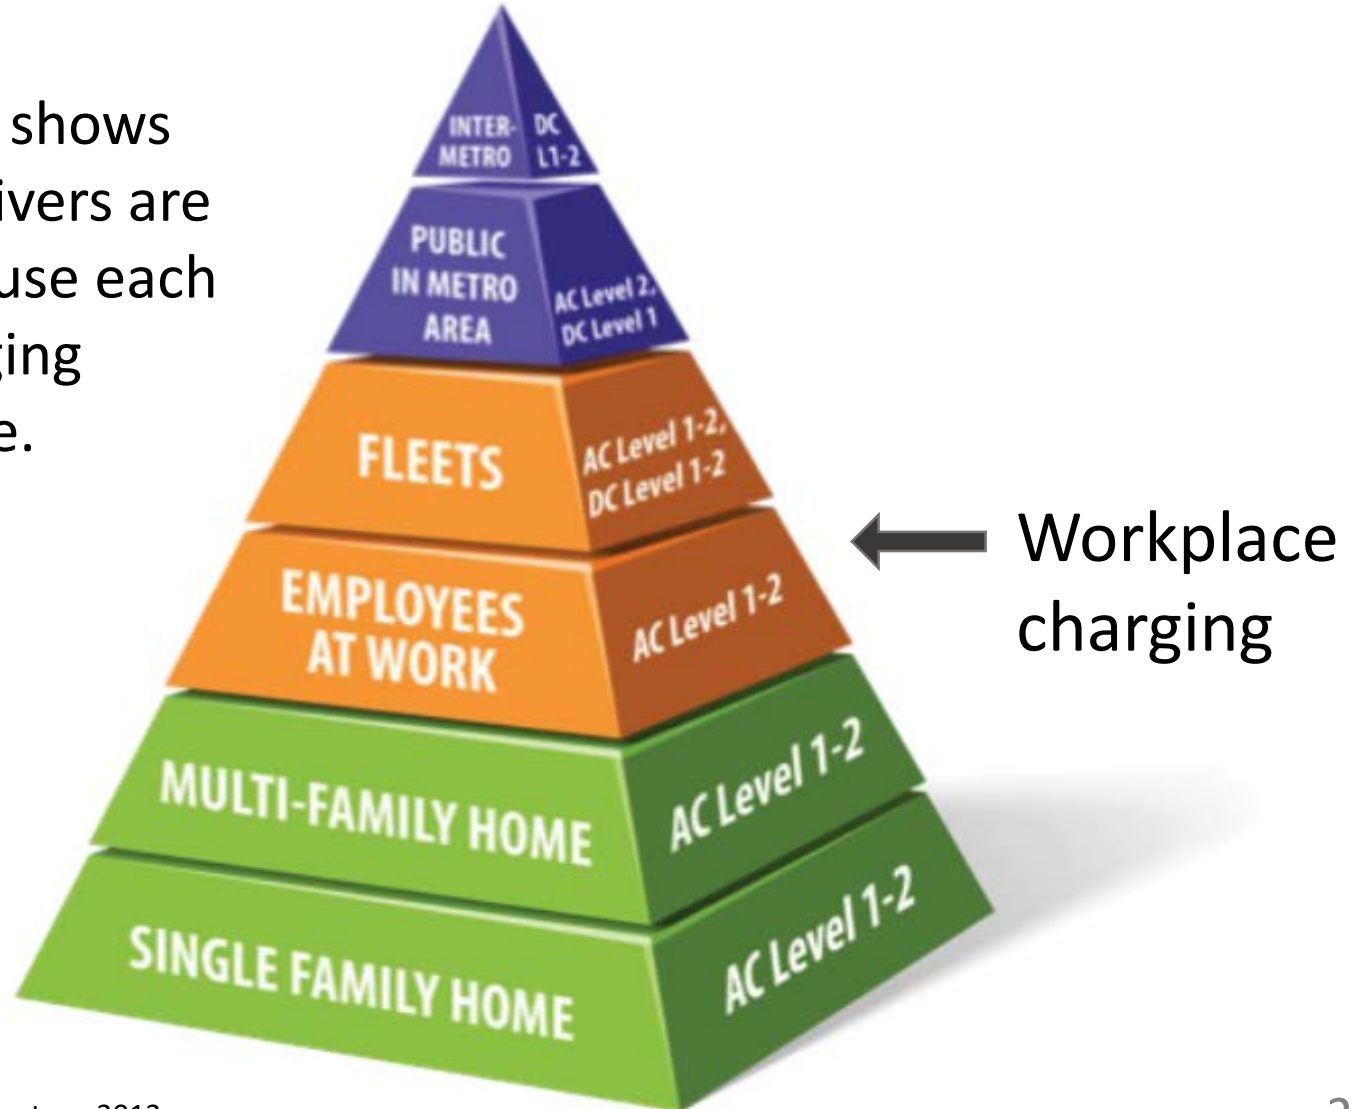 shows
ivers are
use each
ging
e.
INTER-
METRO
DC
L1-2
PUBLIC
IN METRO
AREA
AC Level 2,
DC Level 1
FLEETS
AC Level 1-2,
DC Level 1-2
EMPLOYEES
AT WORK
AC Level 1-2
Workplace
charging
MULTI-FAMILY HOME
AC Level 1-2
SINGLE FAMILY HOME
AC Level 1-2